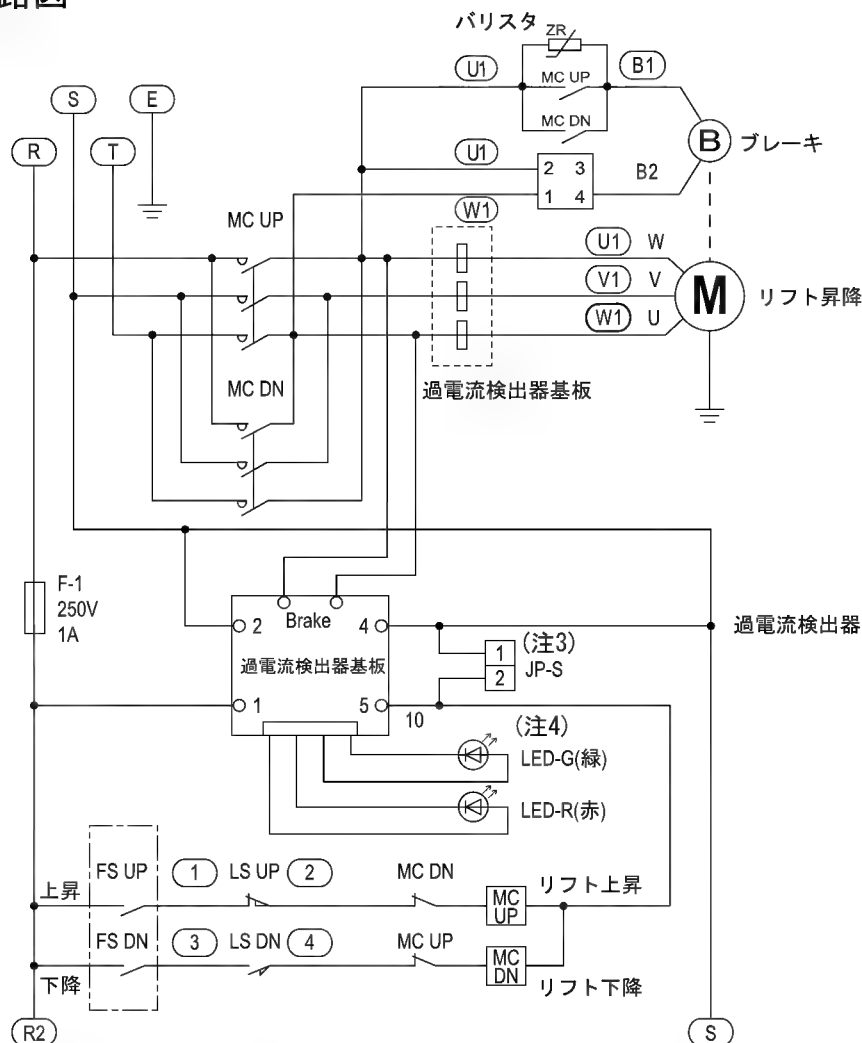 路図
バリスタ
ZR
U1
MC UP
B1
MC DN
B
ブレーキ
S
E
R
T
U1
2 3
1 4
B2
W1
MC UP
U1 W
V1 V
W1 U
M
リフト昇降
過電流検出器基板
MC DN
F-1
250V
1A
Brake
2
4
過電流検出器基板
1
5
10
過電流検出器
(注3)
1
2
JP-S
(注4)
LED-G(緑)
LED-R(赤)
上昇
FS UP
1
LS UP
2
MC DN
MC
UP
リフト上昇
下降
FS DN
3
LS DN
4
MC UP
MC
DN
リフト下降
R2
S